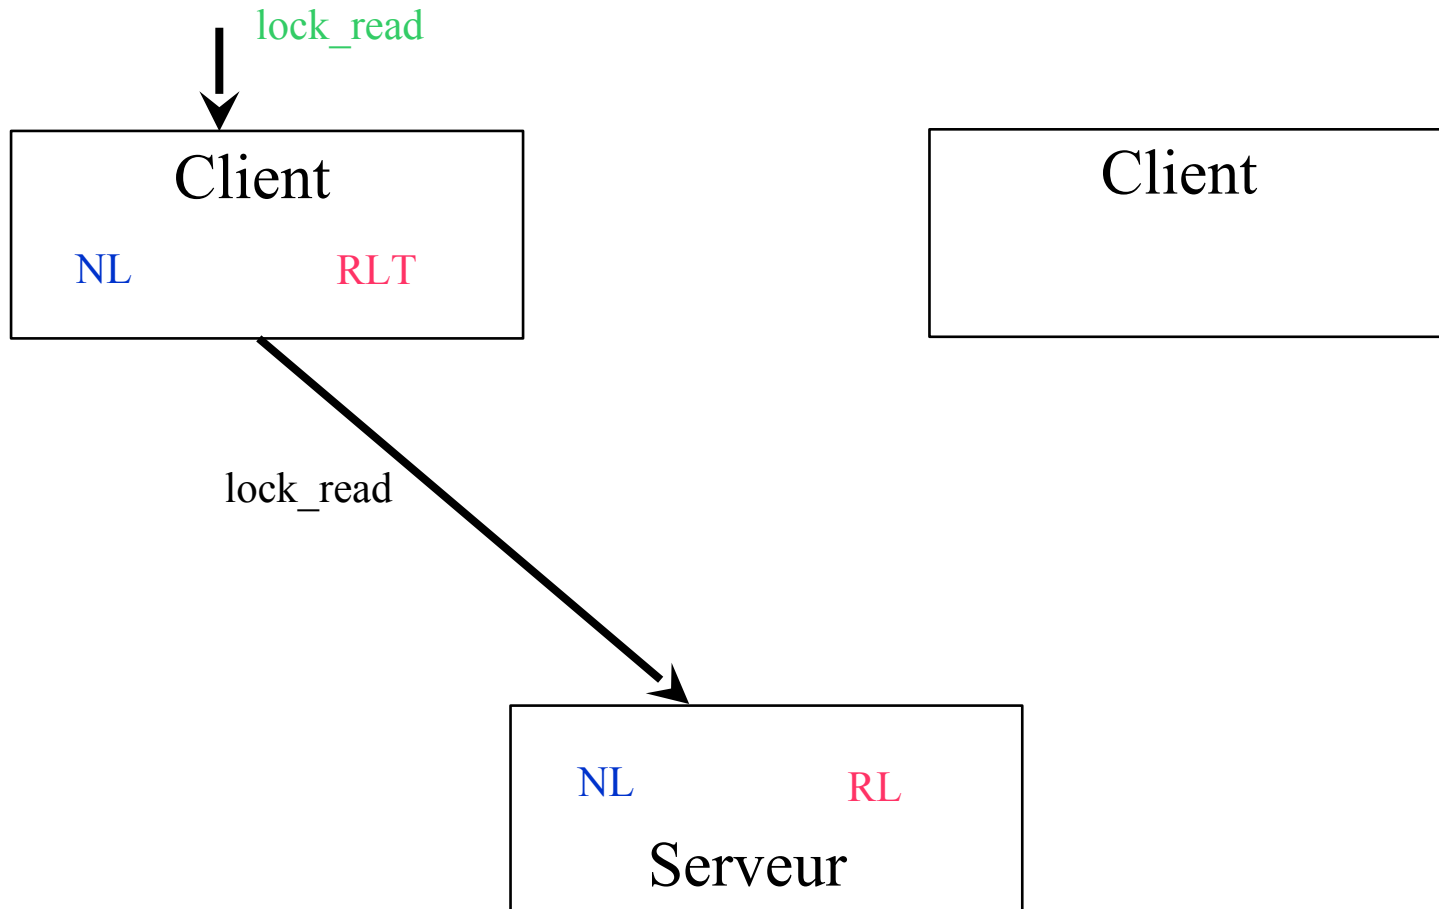 lock_read
Client
Client
NL RLT
lock_read
NL RL
Serveur